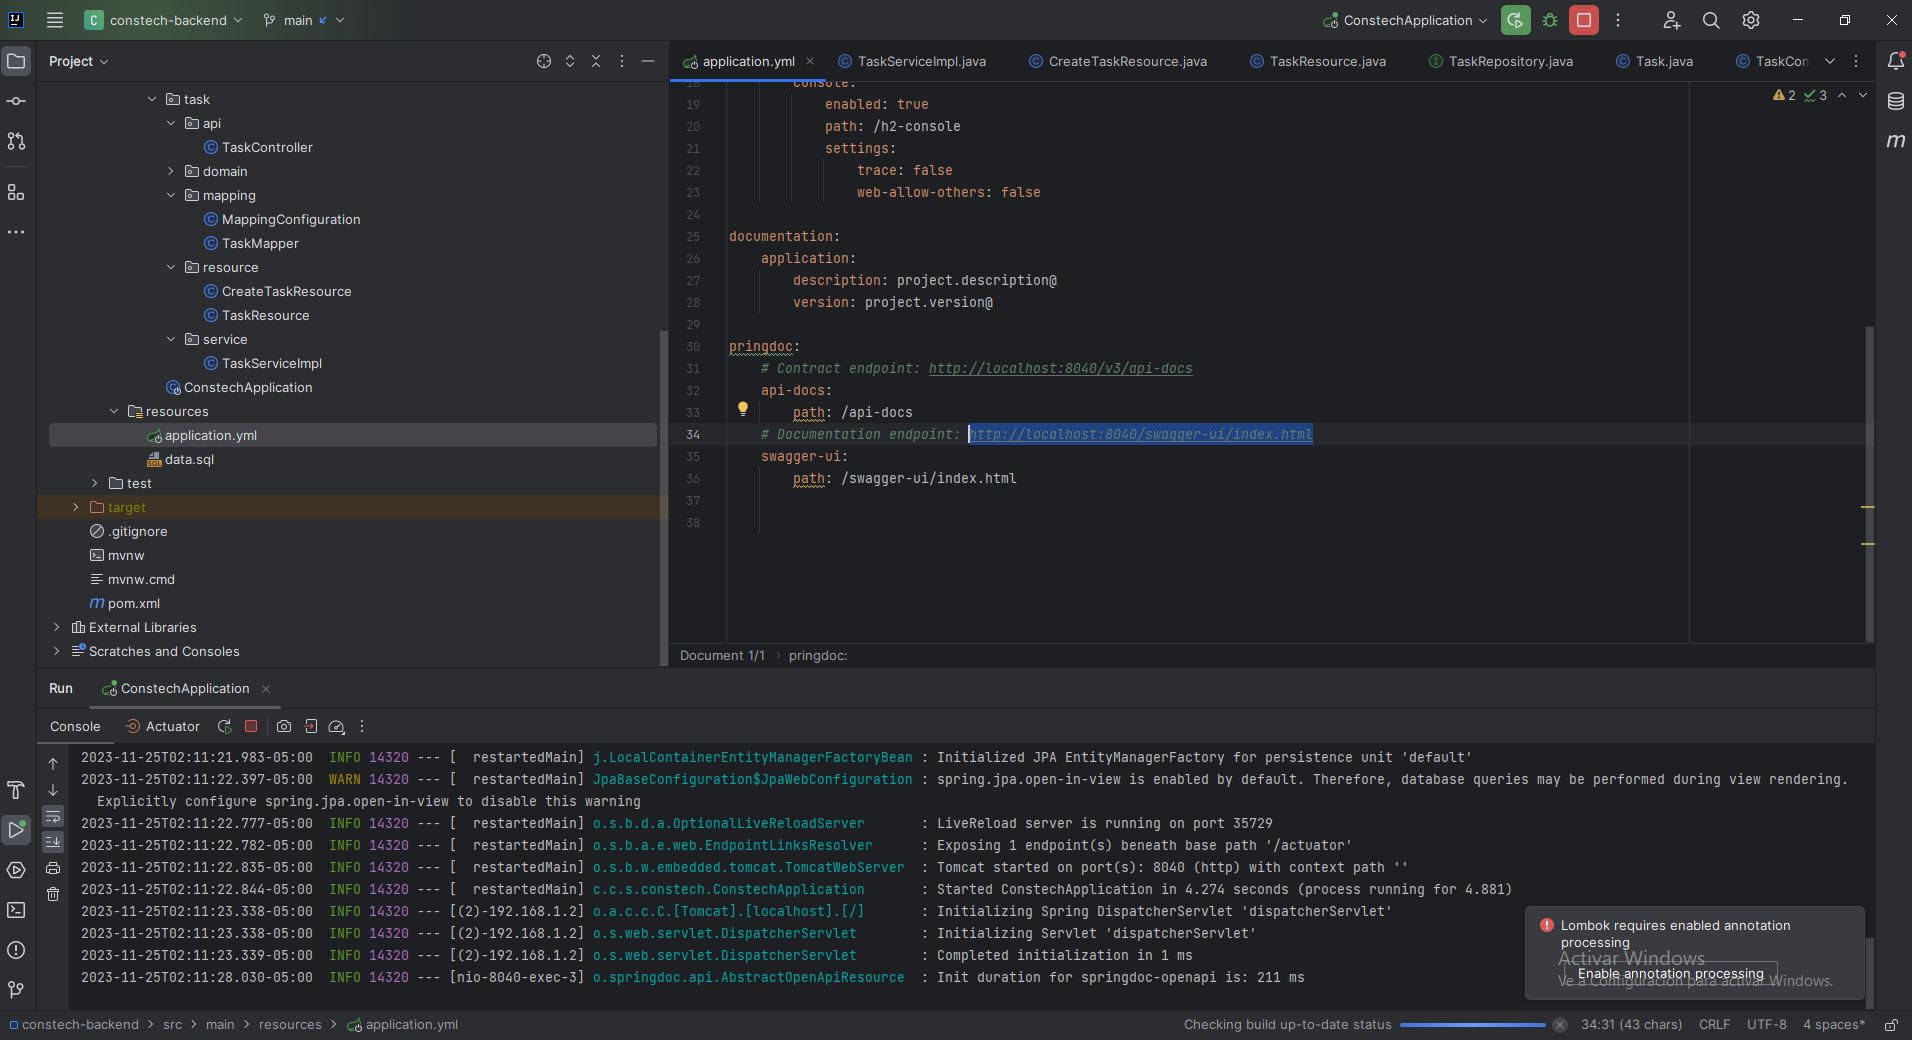 constech-backend
main
ConstechApplication
Project
application.yml
TaskServiceImpl.java
CreateTaskResource.java
TaskResource.java
TaskRepository.java
Task.java
TaskCon
task
api
TaskController
domain
mapping
MappingConfiguration
TaskMapper
resource
CreateTaskResource
TaskResource
service
TaskServiceImpl
ConstechApplication
resources
application.yml
data.sql
test
target
.gitignore
mvnw
mvnw.cmd
m pom.xml
External Libraries
Scratches and Consoles
2 3
18 console:
19 enabled: true
20 path: /h2-console
21 settings:
22 trace: false
23 web-allow-others: false
24
25 documentation:
26 application:
27 description: project.description@
28 version: project.version@
29
30 pringdoc:
31 # Contract endpoint: http://localhost:8040/v3/api-docs
32 api-docs:
33 path: /api-docs
34 # Documentation endpoint: http://localhost:8040/swagger-ui/index.html
35 swagger-ui:
36 path: /swagger-ui/index.html
37
38
Document 1/1 › pringdoc:
Run
ConstechApplication
Console
Actuator
2023-11-25T02:11:21.983-05:00 INFO 14320 --- [ restartedMain] j.LocalContainerEntityManagerFactoryBean : Initialized JPA EntityManagerFactory for persistence unit 'default'
2023-11-25T02:11:22.397-05:00 WARN 14320 --- [ restartedMain] JpaBaseConfiguration$JpaWebConfiguration : spring.jpa.open-in-view is enabled by default. Therefore, database queries may be performed during view rendering.
Explicitly configure spring.jpa.open-in-view to disable this warning
2023-11-25T02:11:22.777-05:00 INFO 14320 --- [ restartedMain] o.s.b.d.a.OptionalLiveReloadServer : LiveReload server is running on port 35729
2023-11-25T02:11:22.782-05:00 INFO 14320 --- [ restartedMain] o.s.b.a.e.web.EndpointLinksResolver : Exposing 1 endpoint(s) beneath base path '/actuator'
2023-11-25T02:11:22.835-05:00 INFO 14320 --- [ restartedMain] o.s.b.w.embedded.tomcat.TomcatWebServer : Tomcat started on port(s): 8040 (http) with context path ''
2023-11-25T02:11:22.844-05:00 INFO 14320 --- [ restartedMain] c.c.s.constech.ConstechApplication : Started ConstechApplication in 4.274 seconds (process running for 4.881)
2023-11-25T02:11:23.338-05:00 INFO 14320 --- [(2)-192.168.1.2] o.a.c.c.C.[Tomcat].[localhost].[/] : Initializing Spring DispatcherServlet 'dispatcherServlet'
2023-11-25T02:11:23.338-05:00 INFO 14320 --- [(2)-192.168.1.2] o.s.web.servlet.DispatcherServlet : Initializing Servlet 'dispatcherServlet'
2023-11-25T02:11:23.339-05:00 INFO 14320 --- [(2)-192.168.1.2] o.s.web.servlet.DispatcherServlet : Completed initialization in 1 ms
2023-11-25T02:11:28.030-05:00 INFO 14320 --- [nio-8040-exec-3] o.springdoc.api.AbstractOpenApiResource : Init duration for springdoc-openapi is: 211 ms
Lombok requires enabled annotation
processing
Activar Windows
Enable annotation processing
Ve a Configuración para activar Windows.
constech-backend › src › main › resources › application.yml
Checking build up-to-date status
34:31 (43 chars)
CRLF
UTF-8
4 spaces*